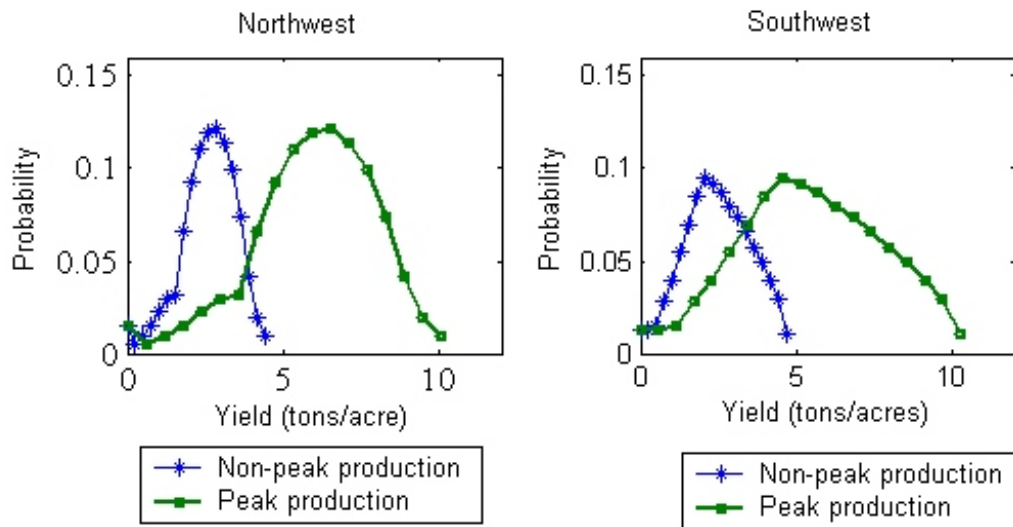 Northwest
0.15
0.1
0.05
0
Probability
0 5 10
Yield (tons/acre)
Non-peak production
Peak production
Southwest
0.15
0.1
0.05
0
Probability
0 5 10
Yield (tons/acres)
Non-peak production
Peak production